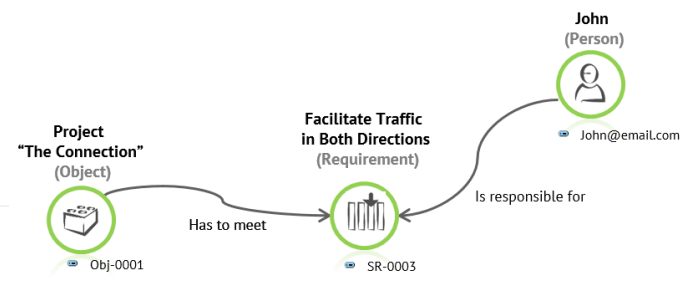 John
(Person)
John@email.com
Facilitate Traffic
in Both Directions
(Requirement)
Project
“The Connection”
(Object)
Is responsible for
Has to meet
Obj-0001
SR-0003